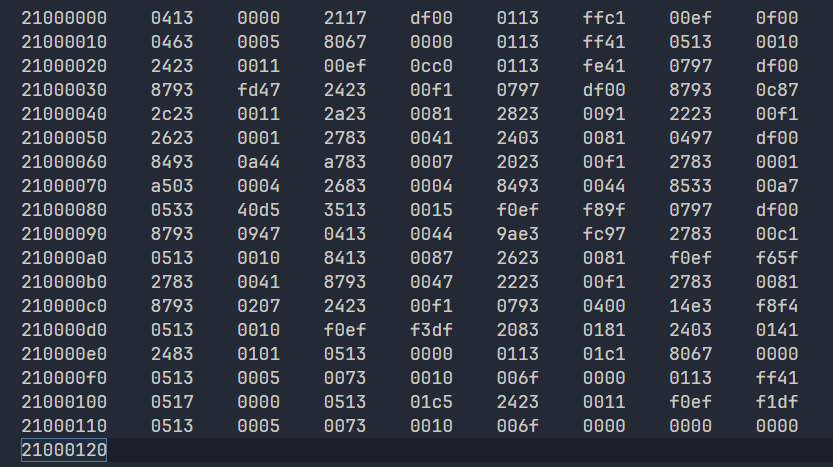 21000000 0413 0000 2117 df00 0113 ffc1 00ef 0f00
21000010 0463 0005 8067 0000 0113 ff41 0513 0010
21000020 2423 0011 00ef 0cc0 0113 fe41 0797 df00
21000030 8793 fd47 2423 00f1 0797 df00 8793 0c87
21000040 2c23 0011 2a23 0081 2823 0091 2223 00f1
21000050 2623 0001 2783 0041 2403 0081 0497 df00
21000060 8493 0a44 a783 0007 2023 00f1 2783 0001
21000070 a503 0004 2683 0004 8493 0044 8533 00a7
21000080 0533 40d5 3513 0015 f0ef f89f 0797 df00
21000090 8793 0947 0413 0044 9ae3 fc97 2783 00c1
210000a0 0513 0010 8413 0087 2623 0081 f0ef f65f
210000b0 2783 0041 8793 0047 2223 00f1 2783 0081
210000c0 8793 0207 2423 00f1 0793 0400 14e3 f8f4
210000d0 0513 0010 f0ef f3df 2083 0181 2403 0141
210000e0 2483 0101 0513 0000 0113 01c1 8067 0000
210000f0 0513 0005 0073 0010 006f 0000 0113 ff41
21000100 0517 0000 0513 01c5 2423 0011 f0ef f1df
21000110 0513 0005 0073 0010 006f 0000 0000 0000
21000120